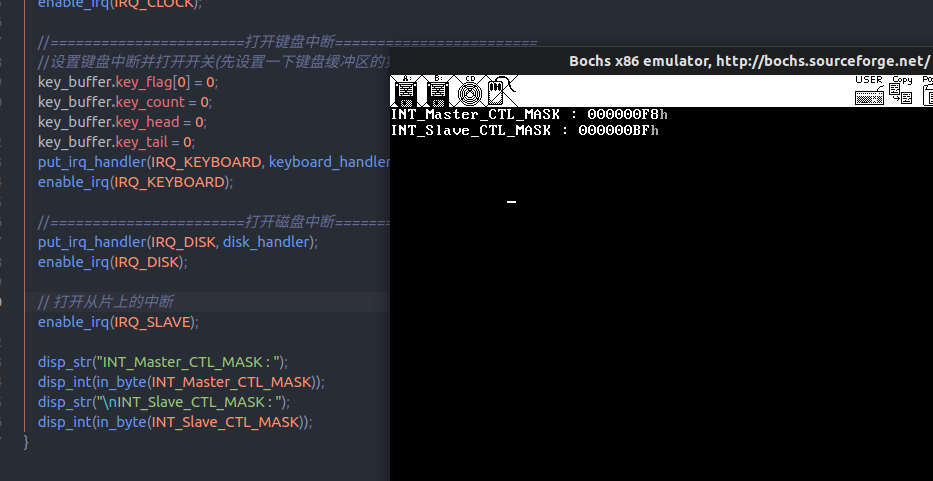 enable_irq(IRQ_CLOCK);
//=======================打开键盘中断========================
//设置键盘中断并打开开关(先设置一下键盘缓冲区的
key_buffer.key_flag[0] = 0;
key_buffer.key_count = 0;
key_buffer.key_head = 0;
key_buffer.key_tail = 0;
put_irq_handler(IRQ_KEYBOARD, keyboard_handler
enable_irq(IRQ_KEYBOARD);
//=======================打开磁盘中断=======
put_irq_handler(IRQ_DISK, disk_handler);
enable_irq(IRQ_DISK);
// 打开从片上的中断
enable_irq(IRQ_SLAVE);
disp_str("INT_Master_CTL_MASK : ");
disp_int(in_byte(INT_Master_CTL_MASK));
disp_str("\nINT_Slave_CTL_MASK : ");
disp_int(in_byte(INT_Slave_CTL_MASK));
}
Bochs x86 emulator, http://bochs.sourceforge.net/
A: B: CD USER Copy
INT_Master_CTL_MASK : 000000F8h
INT_Slave_CTL_MASK : 000000BFh